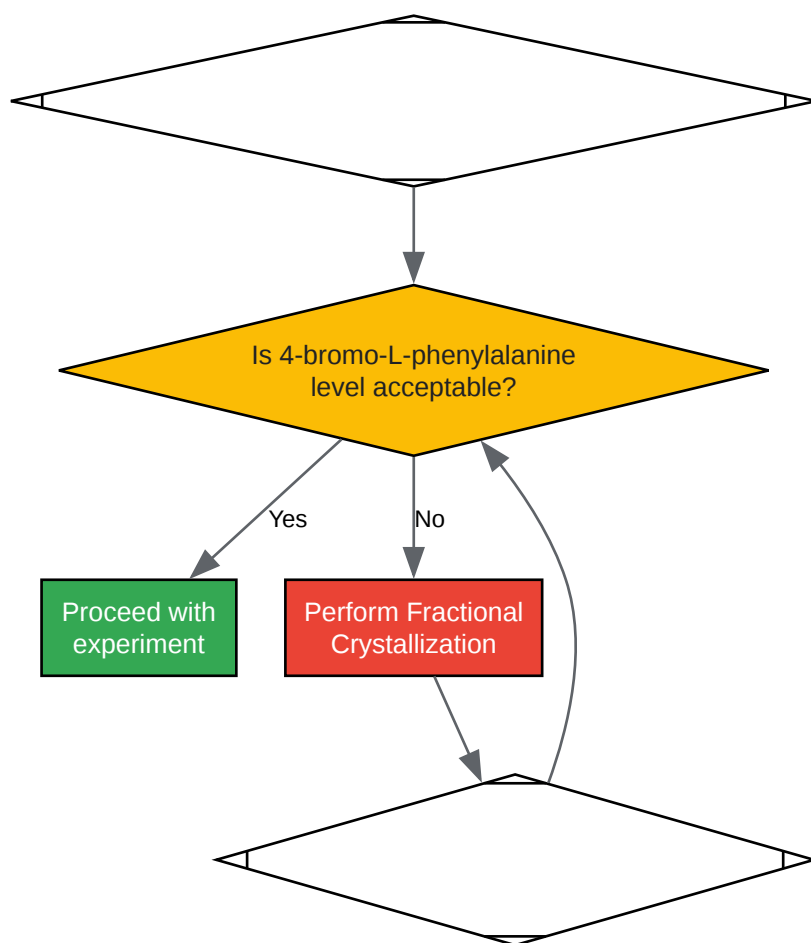 Is 4-bromo-L-phenylalanine
level acceptable?
Yes
No
Proceed with
experiment
Perform Fractional
Crystallization